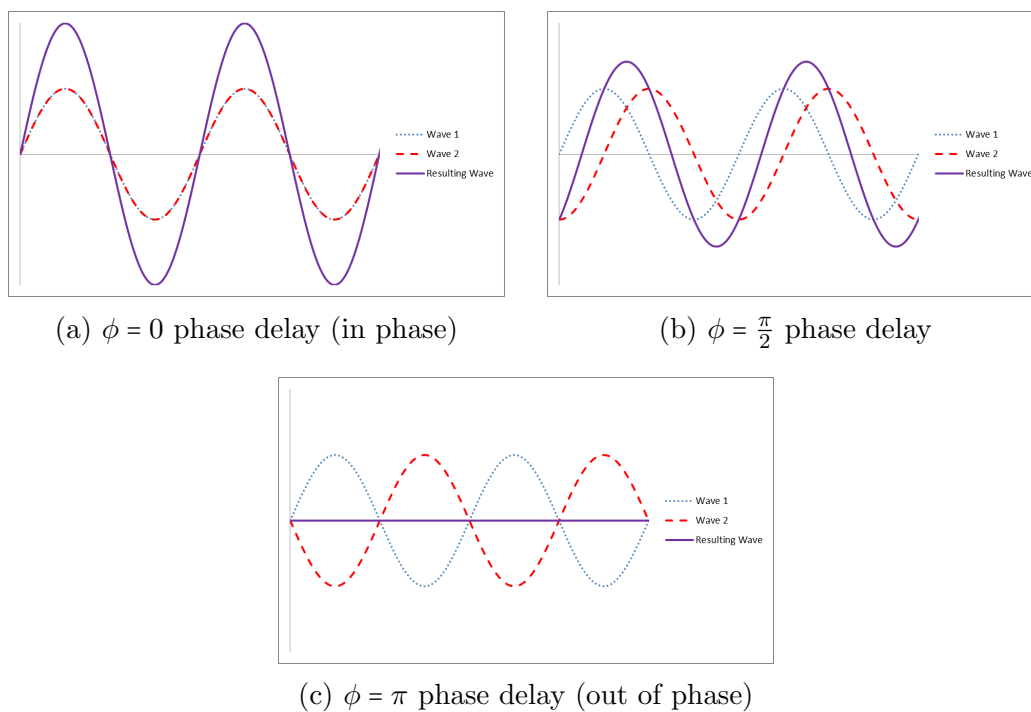 Wave 1
Wave 2
Resulting Wave
(a) ϕ = 0 phase delay (in phase)
Wave 1
Wave 2
Resulting Wave
(b) ϕ = π/2 phase delay
Wave 1
Wave 2
Resulting Wave
(c) ϕ = π phase delay (out of phase)